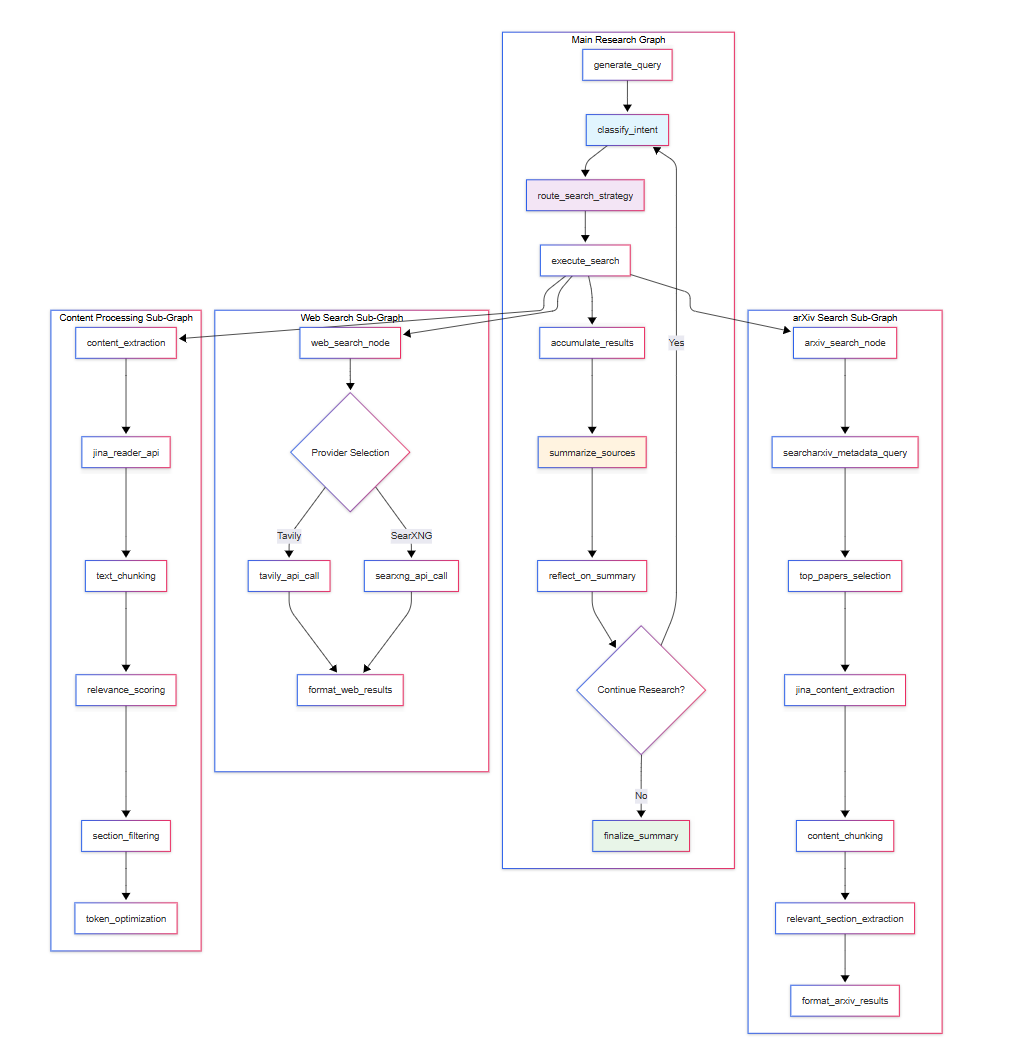 Main Research Graph
generate_query
classify_intent
route_search_strategy
execute_search
accumulate_results
Yes
summarize_sources
reflect_on_summary
Continue Research?
No
finalize_summary
Content Processing Sub-Graph
content_extraction
jina_reader_api
text_chunking
relevance_scoring
section_filtering
token_optimization
Web Search Sub-Graph
web_search_node
Provider Selection
Tavily
SearXNG
tavily_api_call
searxng_api_call
format_web_results
arXiv Search Sub-Graph
arxiv_search_node
searcharxiv_metadata_query
top_papers_selection
jina_content_extraction
content_chunking
relevant_section_extraction
format_arxiv_results